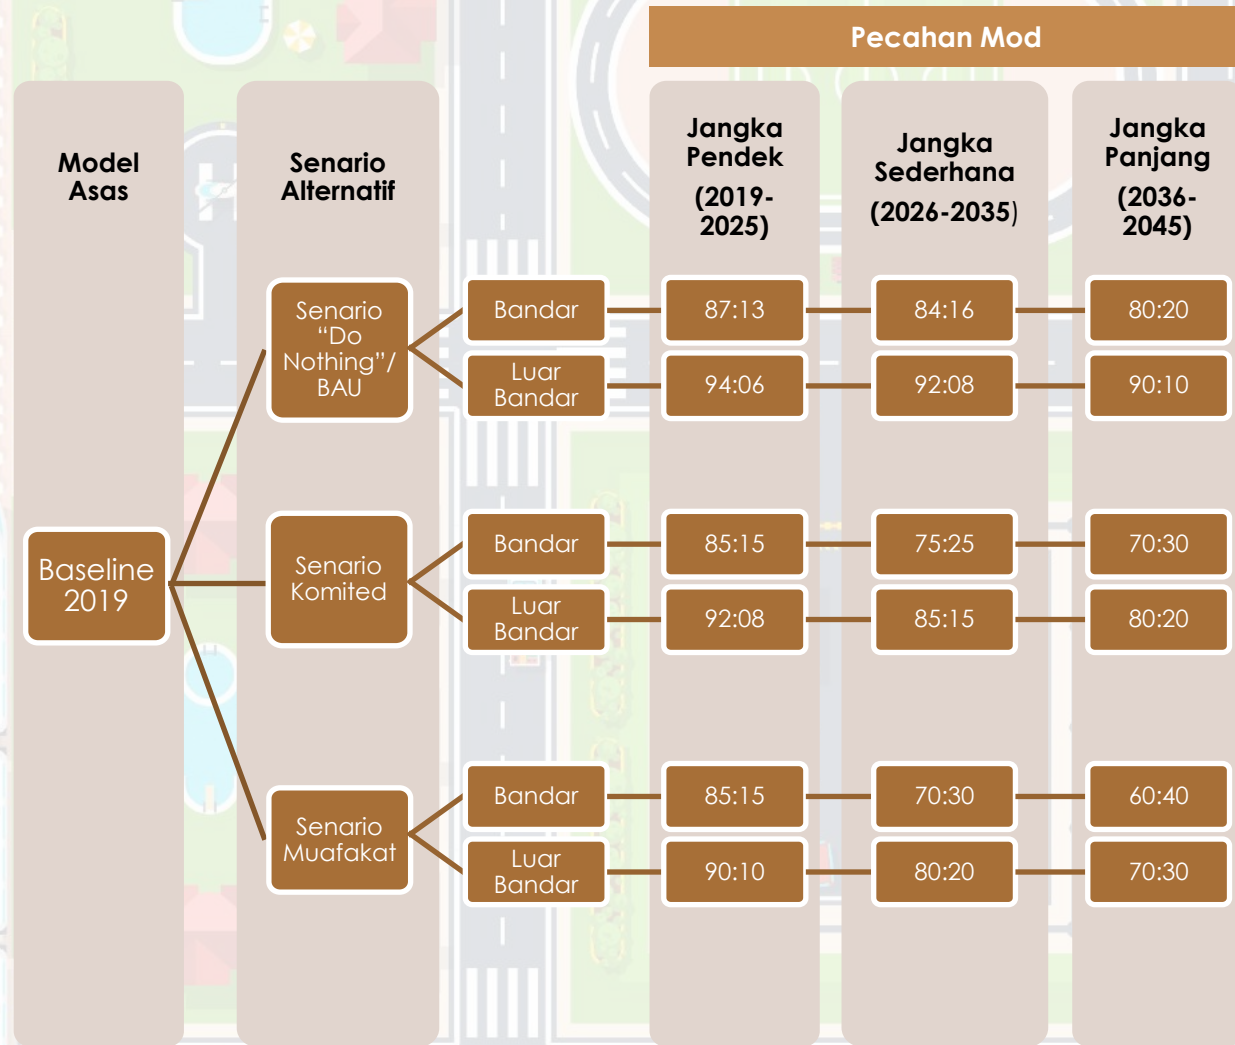 Pecahan Mod
Model
Asas
Senario
Alternatif
Jangka
Pendek
(2019-
2025)
Jangka
Sederhana
(2026-2035)
Jangka
Panjang
(2036-
2045)
Baseline
2019
Senario
“Do
Nothing”/
BAU
Bandar
87:13
84:16
80:20
Luar
Bandar
94:06
92:08
90:10
Senario
Komited
Bandar
85:15
75:25
70:30
Luar
Bandar
92:08
85:15
80:20
Senario
Muafakat
Bandar
85:15
70:30
60:40
Luar
Bandar
90:10
80:20
70:30